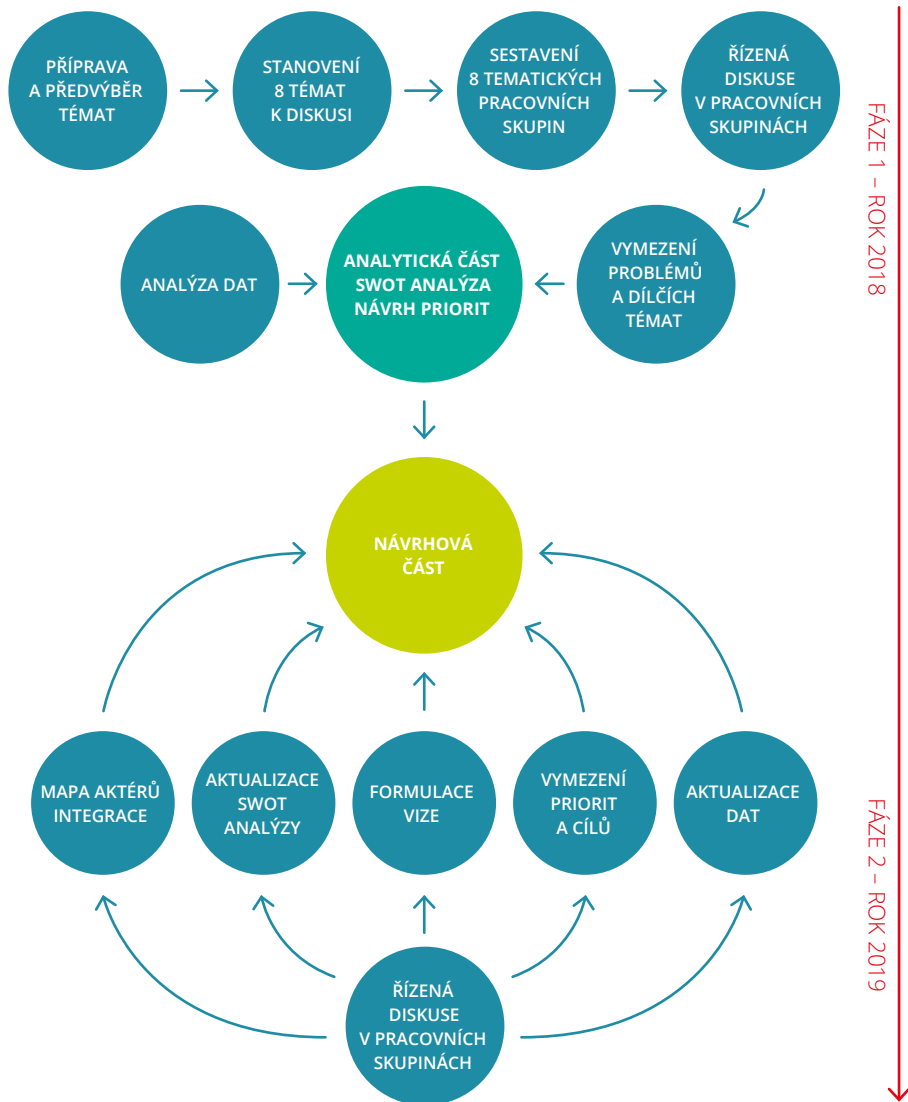 PŘÍPRAVA
A PŘEDVÝBĚR
TÉMAT
STANOVENÍ
8 TÉMAT
K DISKUSI
SESTAVENÍ
8 TEMATICKÝCH
PRACOVNÍCH
SKUPIN
ŘÍZENÁ
DISKUSE
V PRACOVNÍCH
SKUPINÁCH
FÁZE 1 – ROK 2018
ANALÝZA DAT
ANALYTICKÁ ČÁST
SWOT ANALÝZA
NÁVRH PRIORIT
VYMEZENÍ
PROBLÉMŮ
A DÍLČÍCH
TÉMAT
NÁVRHOVÁ
ČÁST
MAPA AKTÉRŮ
INTEGRACE
AKTUALIZACE
SWOT
ANALÝZY
FORMULACE
VIZE
VYMEZENÍ
PRIORIT
A CÍLŮ
AKTUALIZACE
DAT
FÁZE 2 – ROK 2019
ŘÍZENÁ
DISKUSE
V PRACOVNÍCH
SKUPINÁCH